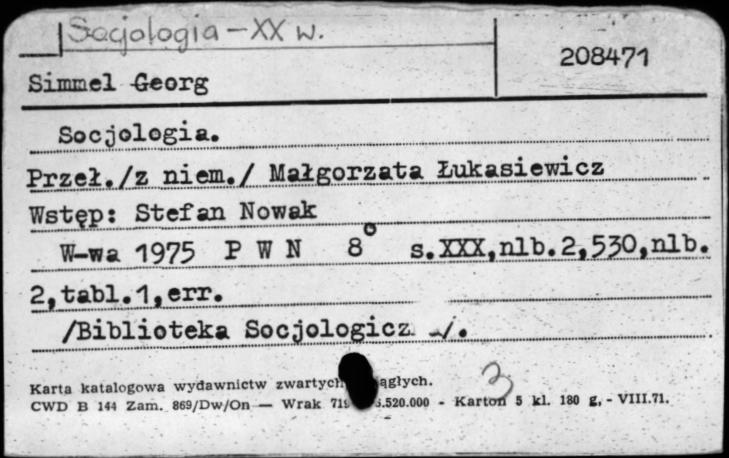 Socjologia – XX w.
208471
Simmel Georg
Socjologia.
Przeł./z niem./ Małgorzata Łukasiewicz
Wstęp: Stefan Nowak
W-wa 1975 P W N 8° s.XXX,nlb.2,530,nlb.
2,tabl.1,err.
/Biblioteka Socjologicz /.
Karta katalogowa wydawnictw zwartych
CWD B 144 Zam. 869/Dw/On — Wrak .520.000 - Karton 5 kl. 180 g, - VIII.71.
3